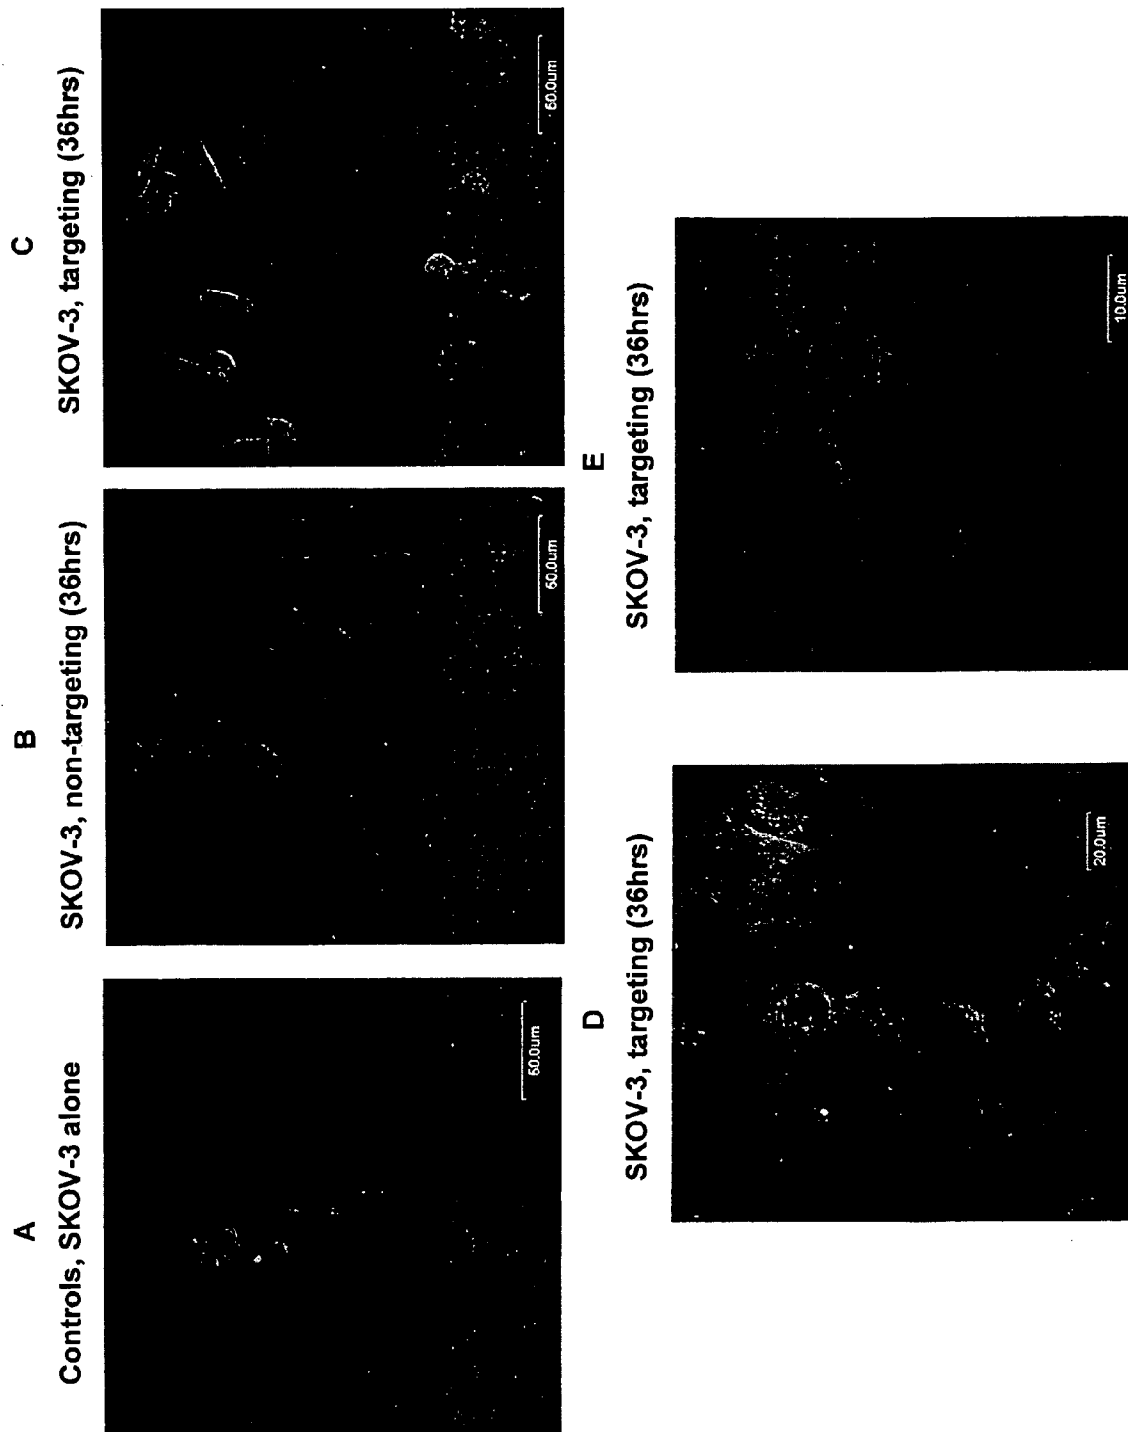 A
Controls, SKOV-3 alone
60.0um
B
SKOV-3, non-targeting (36hrs)
60.0um
C
SKOV-3, targeting (36hrs)
60.0um
D
SKOV-3, targeting (36hrs)
20.0um
E
SKOV-3, targeting (36hrs)
10.0um